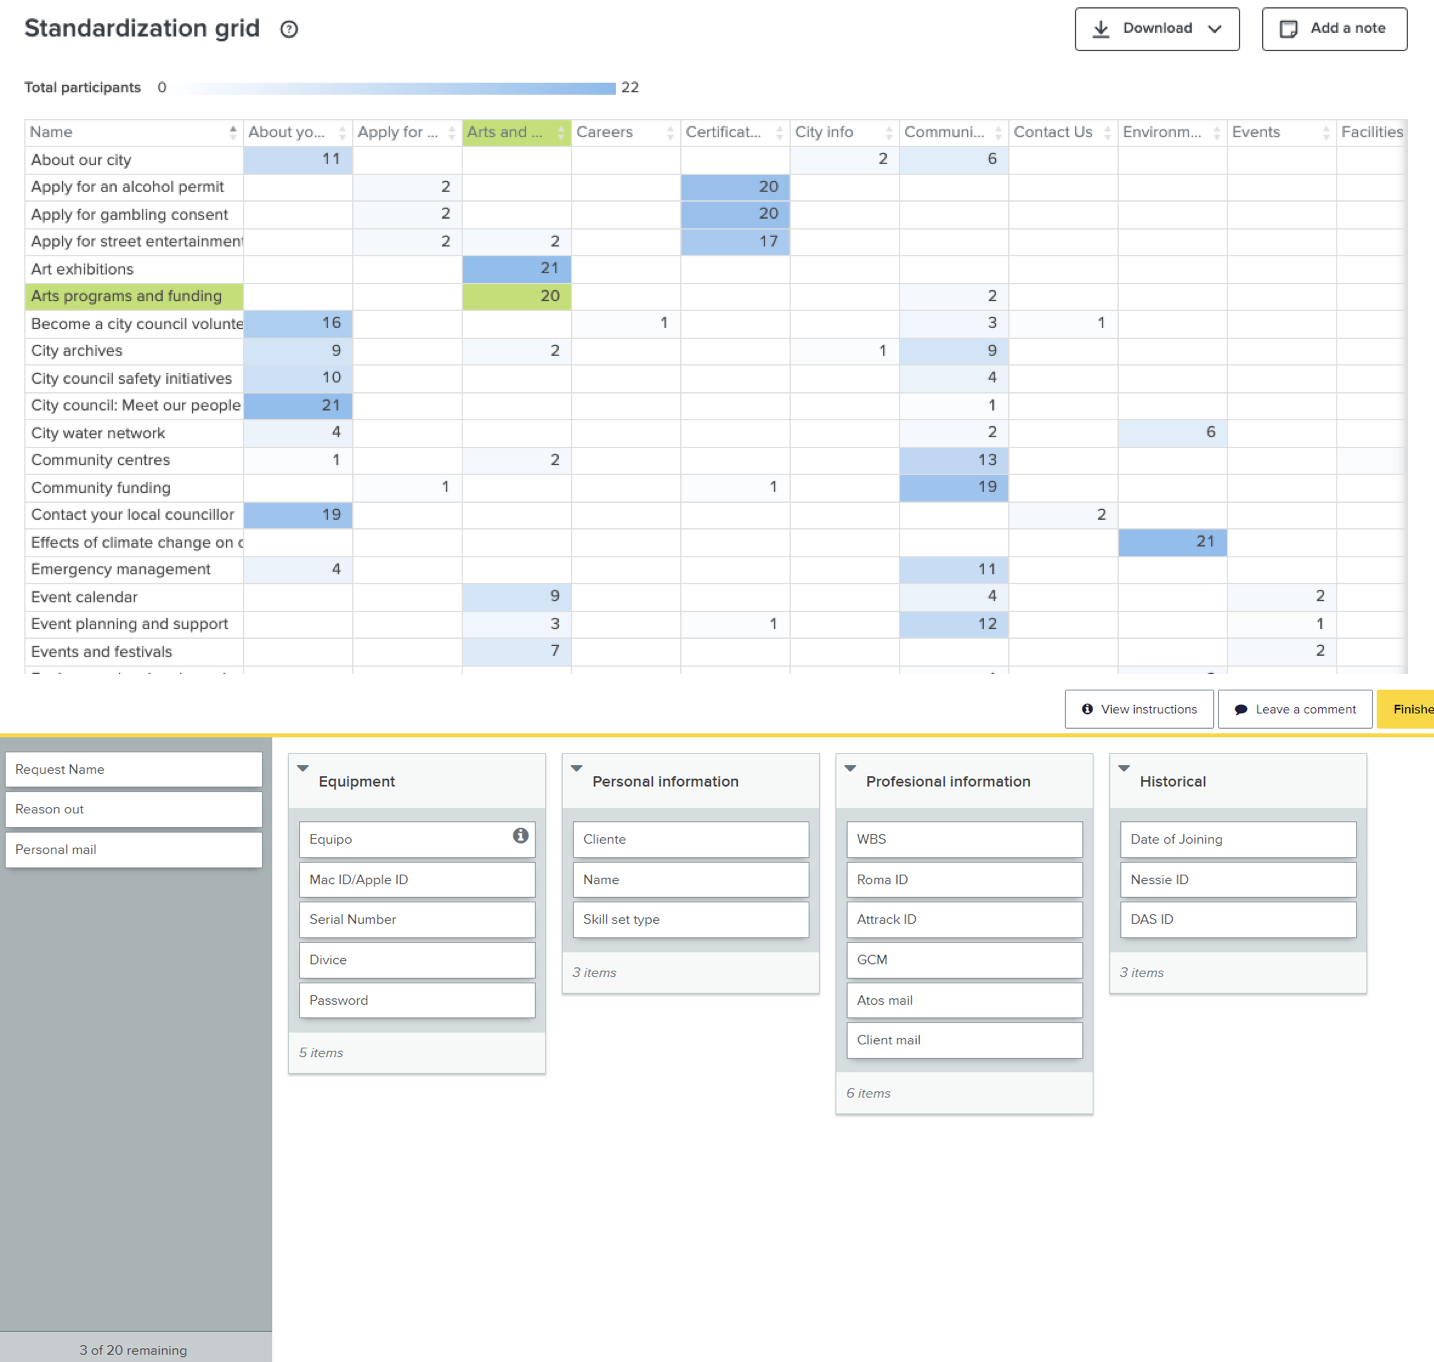 Standardization grid
Download
Add a note
Total participants 0 22
Name About yo... Apply for ... Arts and ... Careers Certificat... City info Communi... Contact Us Environm... Events Facilities
About our city 11 2 6
Apply for an alcohol permit 2 20
Apply for gambling consent 2 20
Apply for street entertainment 2 2 17
Art exhibitions 21
Arts programs and funding 20 2
Become a city council volunte 16 1 3 1
City archives 9 2 1 9
City council safety initiatives 10 4
City council: Meet our people 21 1
City water network 4 2 6
Community centres 1 2 13
Community funding 1 1 19
Contact your local councillor 19 2
Effects of climate change on c 21
Emergency management 4 11
Event calendar 9 4 2
Event planning and support 3 1 12 1
Events and festivals 7 2
View instructions
Leave a comment
Finishe
Request Name
Reason out
Personal mail
3 of 20 remaining
Equipment
Equipo
Mac ID/Apple ID
Serial Number
Divice
Password
5 items
Personal information
Cliente
Name
Skill set type
3 items
Profesional information
WBS
Roma ID
Attrack ID
GCM
Atos mail
Client mail
6 items
Historical
Date of Joining
Nessie ID
DAS ID
3 items